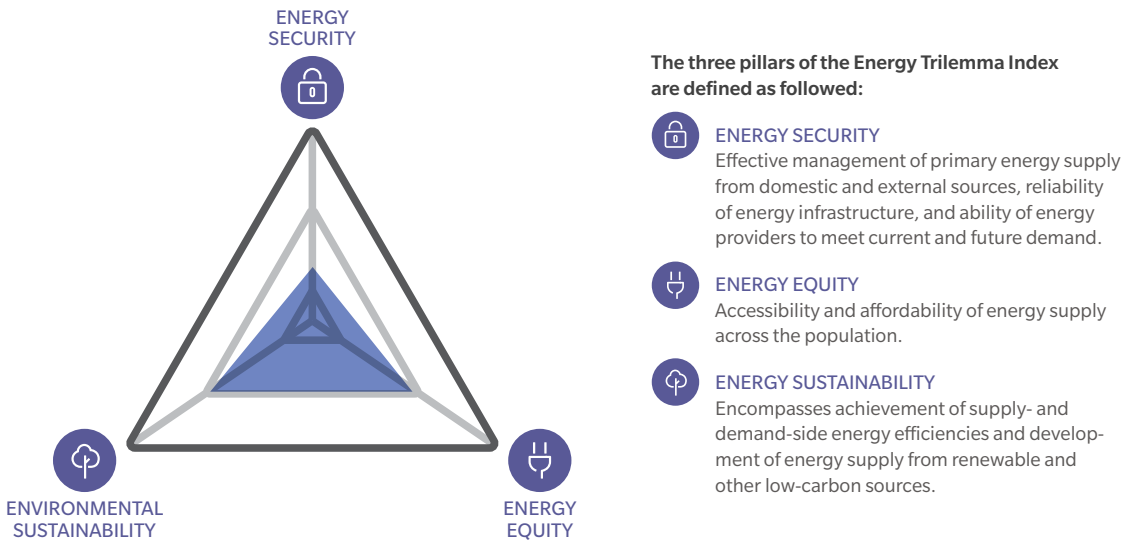 ENERGY
SECURITY
ENVIRONMENTAL
SUSTAINABILITY
ENERGY
EQUITY
The three pillars of the Energy Trilemma Index
are defined as followed:
ENERGY SECURITY
Effective management of primary energy supply
from domestic and external sources, reliability
of energy infrastructure, and ability of energy
providers to meet current and future demand.
ENERGY EQUITY
Accessibility and affordability of energy supply
across the population.
ENERGY SUSTAINABILITY
Encompasses achievement of supply- and
demand-side energy efficiencies and develop-
ment of energy supply from renewable and
other low-carbon sources.